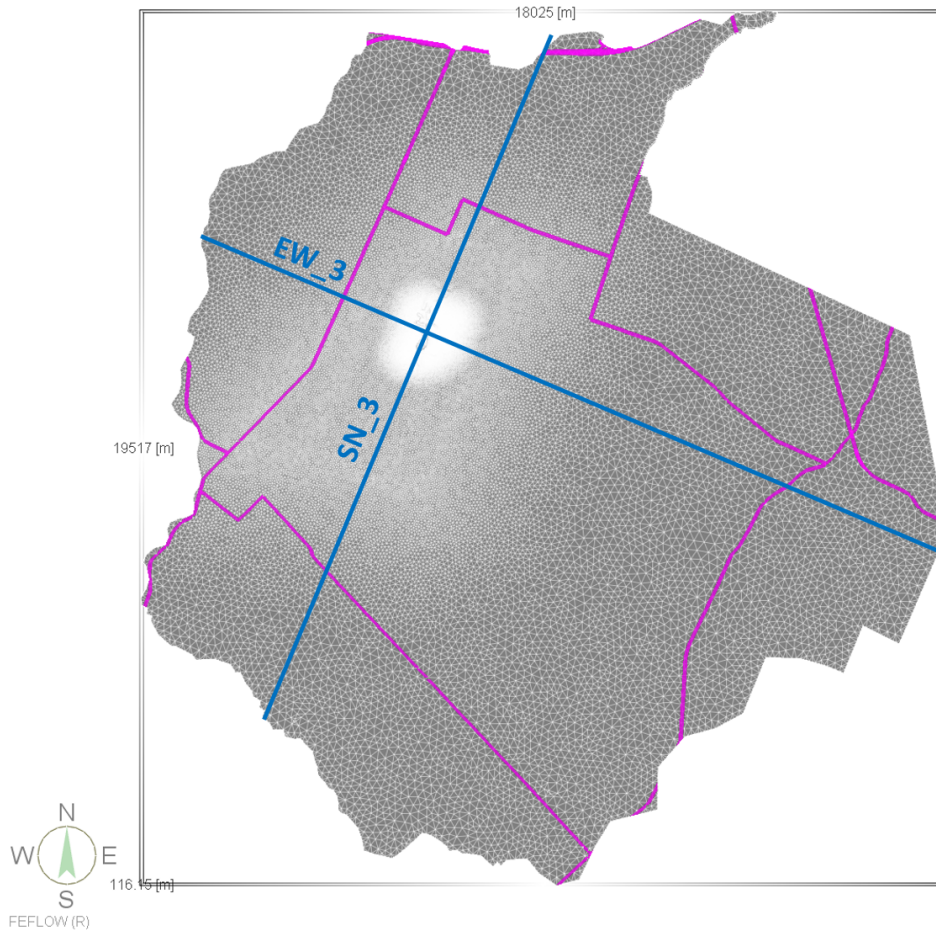 18025 [m]
EW_3
SN_3
19517 [m]
N
W E
S
116.15 [m]
FEFLOW (R)